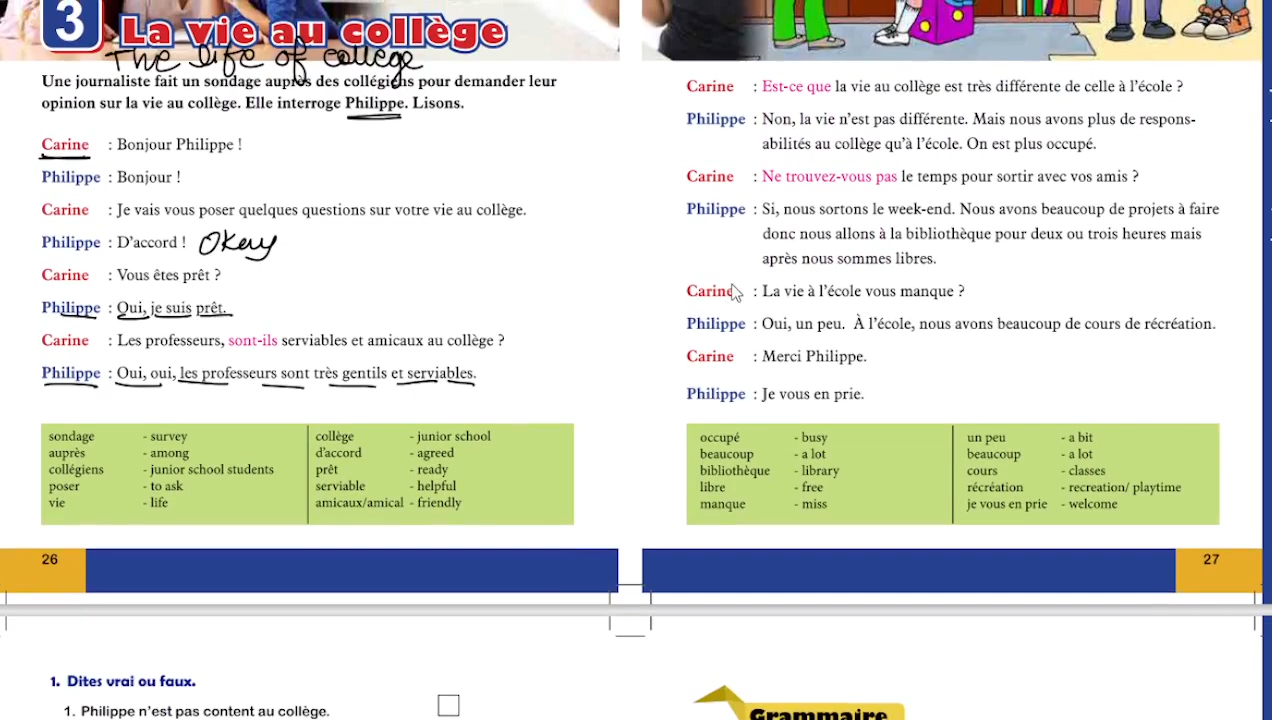 3 La vie au collège
The life of college
Une journaliste fait un sondage auprès des collégiens pour demander leur
opinion sur la vie au collège. Elle interroge Philippe. Lisons.
Carine : Bonjour Philippe !
Philippe : Bonjour !
Carine : Je vais vous poser quelques questions sur votre vie au collège.
Philippe : D'accord ! Okay
Carine : Vous êtes prêt ?
Philippe : Oui, je suis prêt.
Carine : Les professeurs, sont-ils serviables et amicaux au collège ?
Philippe : Oui, oui, les professeurs sont très gentils et serviables.
sondage - survey
auprès - among
collégiens - junior school students
poser - to ask
vie - life
collège - junior school
d'accord - agreed
prêt - ready
serviable - helpful
amicaux/amical - friendly
26
Carine : Est-ce que la vie au collège est très différente de celle à l'école ?
Philippe : Non, la vie n'est pas différente. Mais nous avons plus de respons-
abilités au collège qu'à l'école. On est plus occupé.
Carine : Ne trouvez-vous pas le temps pour sortir avec vos amis ?
Philippe : Si, nous sortons le week-end. Nous avons beaucoup de projets à faire
donc nous allons à la bibliothèque pour deux ou trois heures mais
après nous sommes libres.
Carine : La vie à l'école vous manque ?
Philippe : Oui, un peu. À l'école, nous avons beaucoup de cours de récréation.
Carine : Merci Philippe.
Philippe : Je vous en prie.
occupé - busy
beaucoup - a lot
bibliothèque - library
libre - free
manque - miss
un peu - a bit
beaucoup - a lot
cours - classes
récréation - recreation/ playtime
je vous en prie - welcome
27
1. Dites vrai ou faux.
1. Philippe n'est pas content au collège.
Grammaire